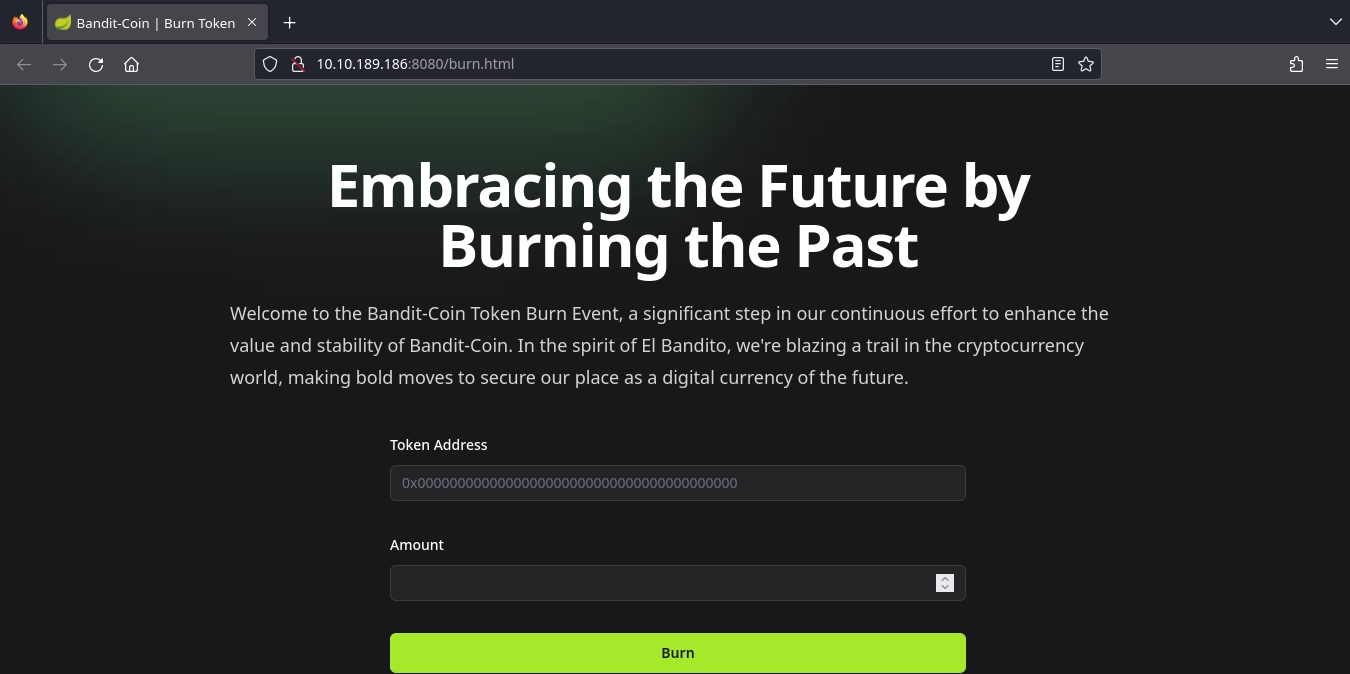 Bandit-Coin | Burn Token
10.10.189.186:8080/burn.html
Embracing the Future by
Burning the Past
Welcome to the Bandit-Coin Token Burn Event, a significant step in our continuous effort to enhance the
value and stability of Bandit-Coin. In the spirit of El Bandito, we're blazing a trail in the cryptocurrency
world, making bold moves to secure our place as a digital currency of the future.
Token Address
0x0000000000000000000000000000000000000000
Amount
Burn